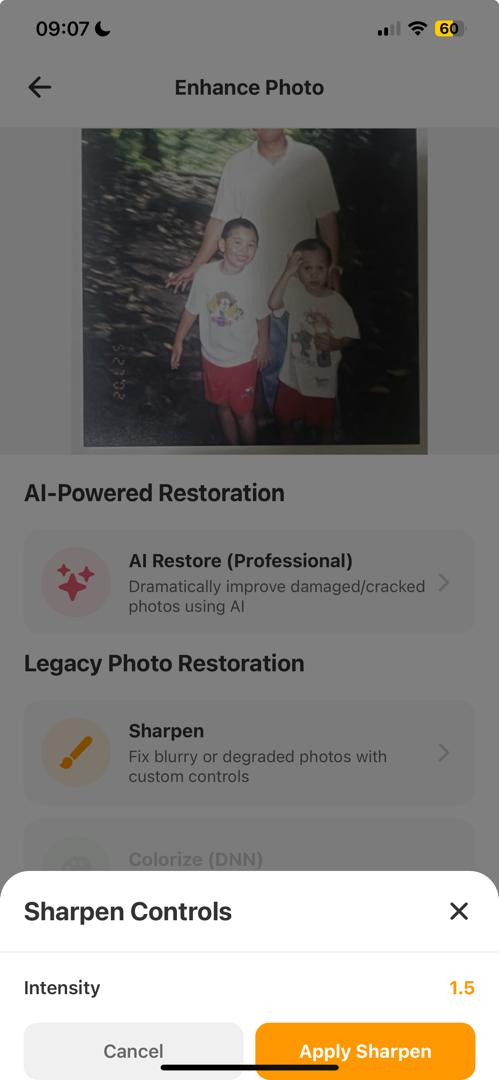 09:07
60
Enhance Photo
AI-Powered Restoration
AI Restore (Professional)
Dramatically improve damaged/cracked
photos using AI
Legacy Photo Restoration
Sharpen
Fix blurry or degraded photos with
custom controls
Colorize (DNN)
Sharpen Controls
Intensity
1.5
Cancel
Apply Sharpen